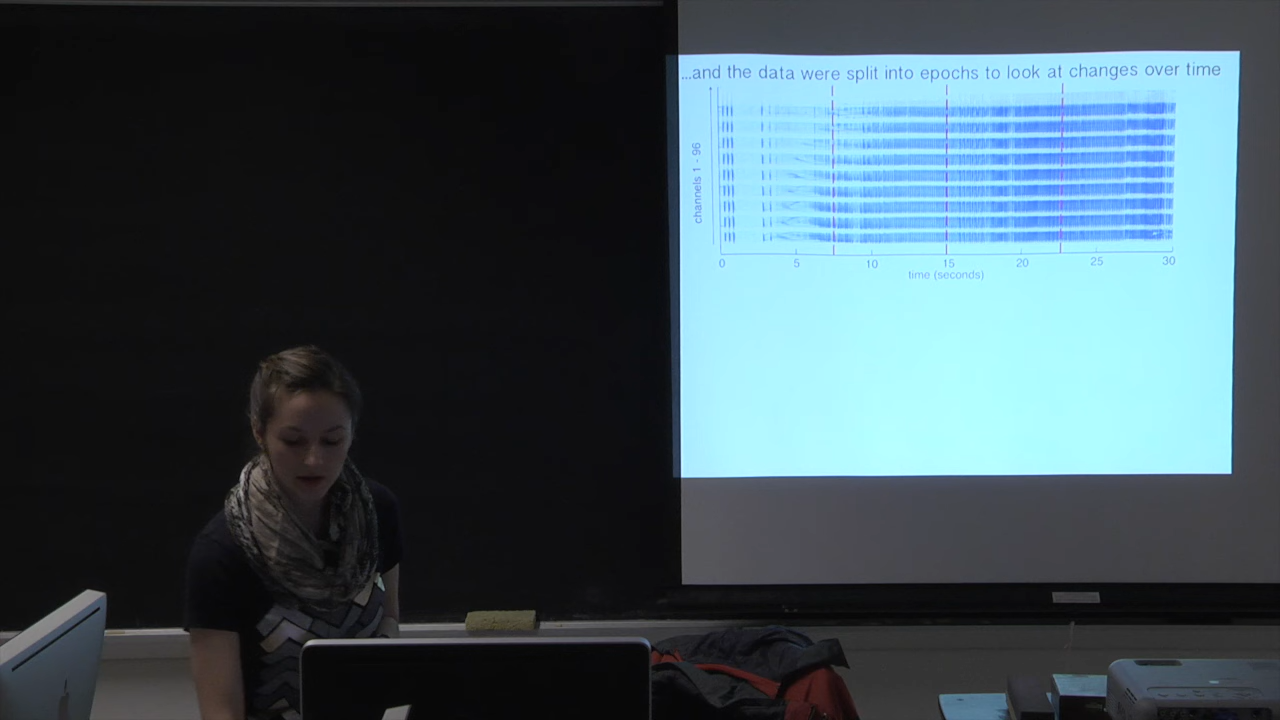 ...and the data were split into epochs to look at changes over time
channels 1 - 96
0 5 10 15 20 25 30
time (seconds)